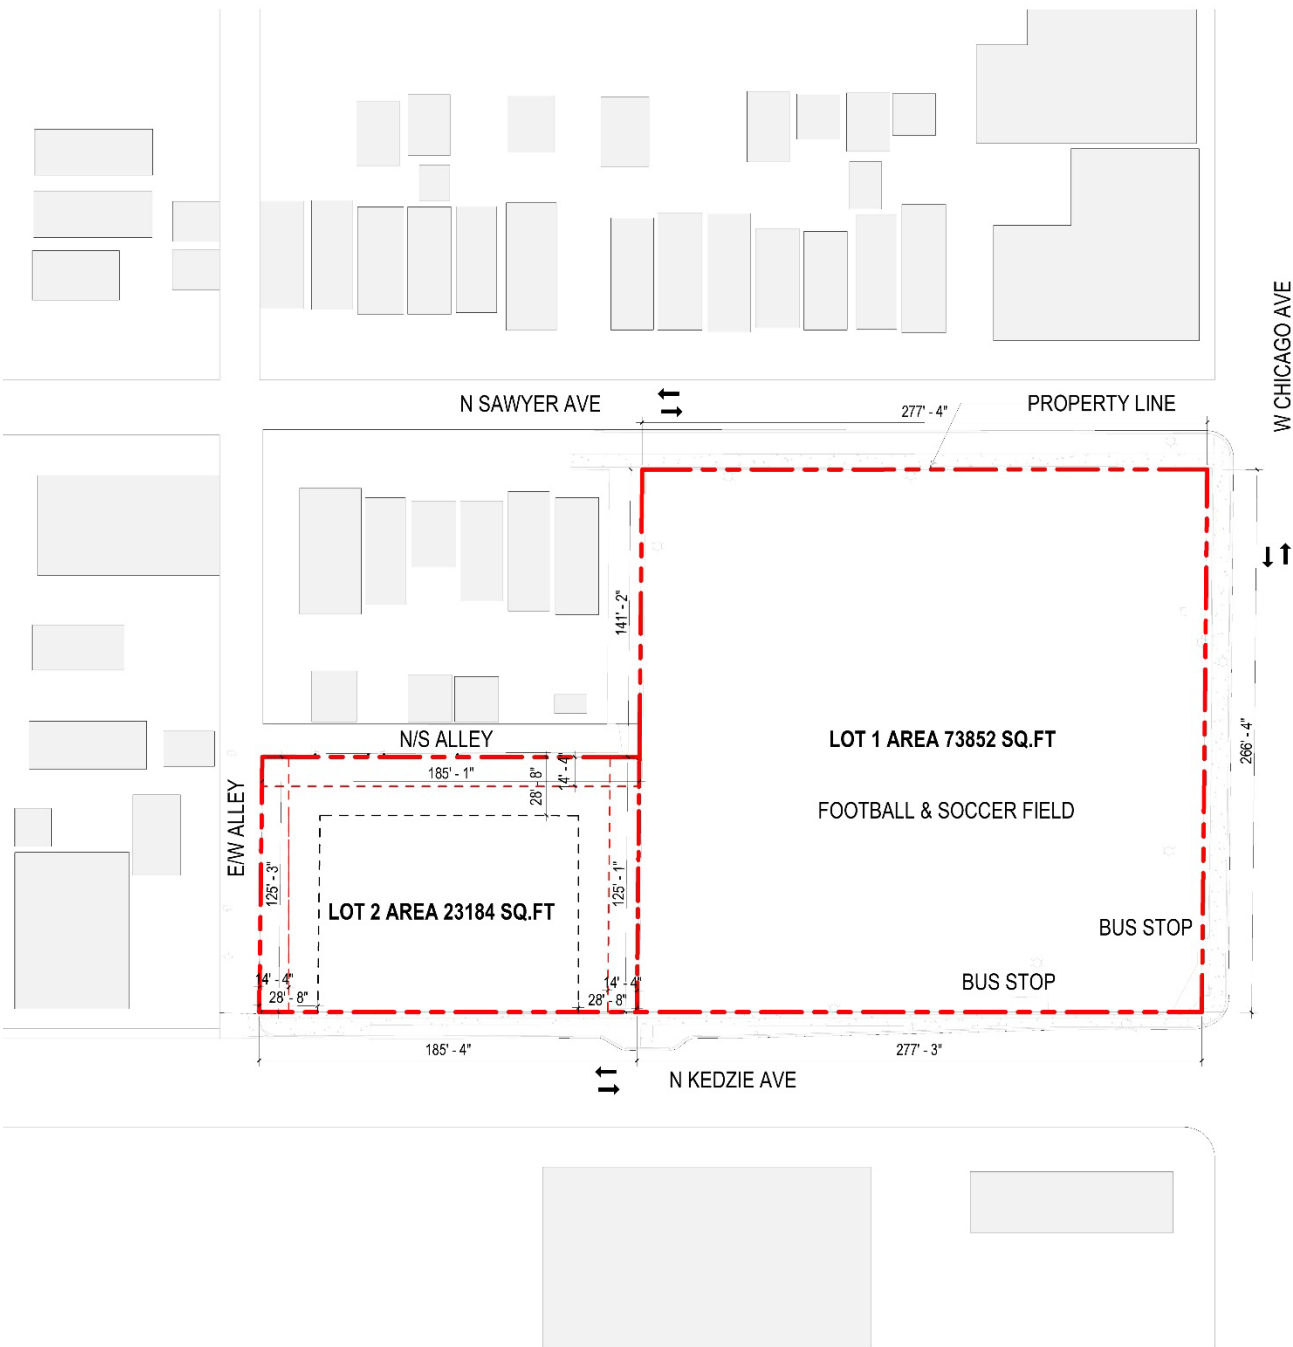 W CHICAGO AVE
N SAWYER AVE
277' - 4"
PROPERTY LINE
141' - 2"
266' - 4"
N/S ALLEY
LOT 1 AREA 73852 SQ.FT
185' - 1"
28' - 8"
14' - 4"
FOOTBALL & SOCCER FIELD
E/W ALLEY
125' - 3"
125' - 1"
LOT 2 AREA 23184 SQ.FT
BUS STOP
BUS STOP
14' - 4"
28' - 8"
14' - 4"
28' - 8"
185' - 4"
277' - 3"
N KEDZIE AVE